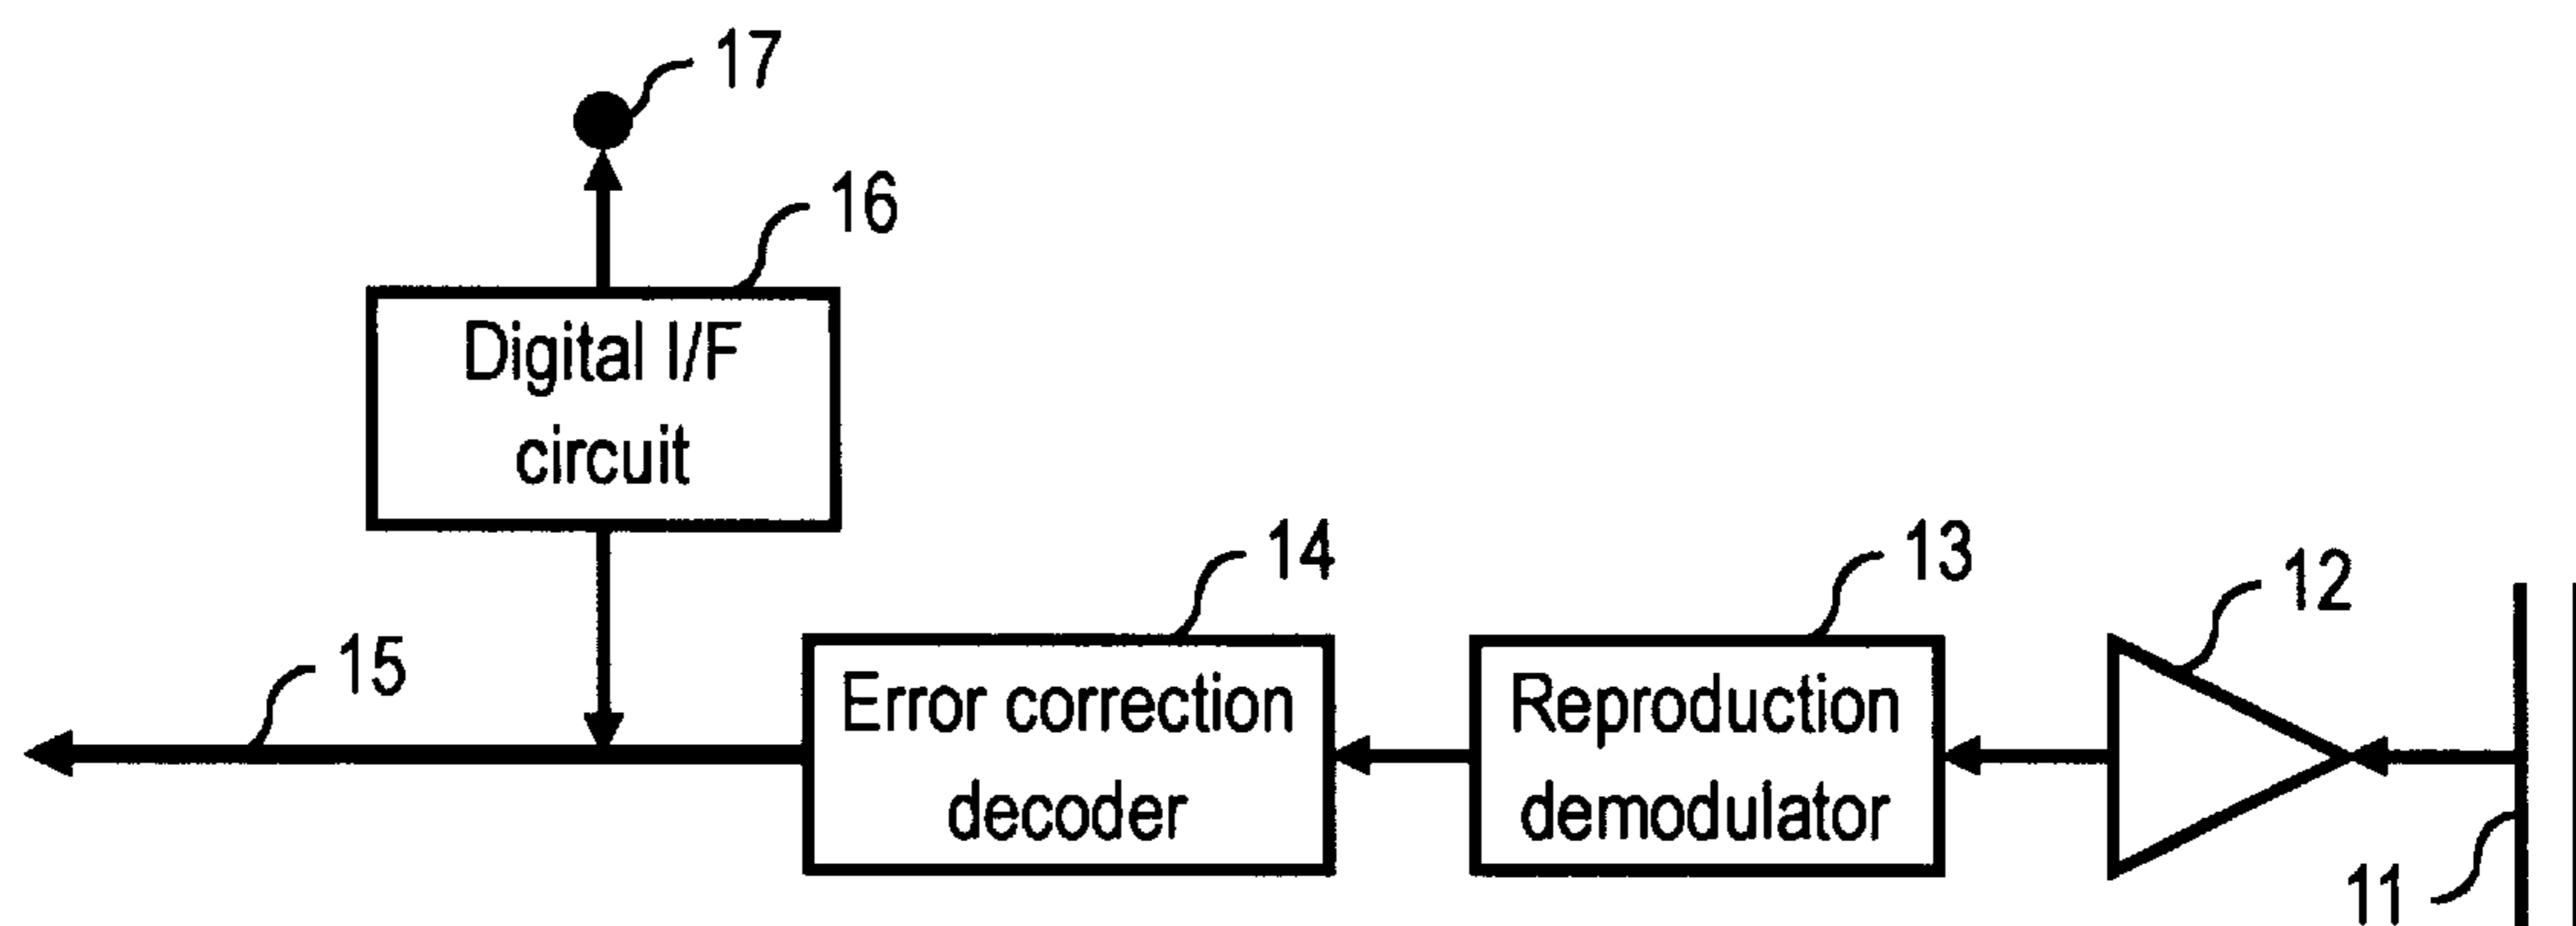 17
16
Digital I/F
circuit
14
13
12
15
Error correction
decoder
Reproduction
demodulator
11